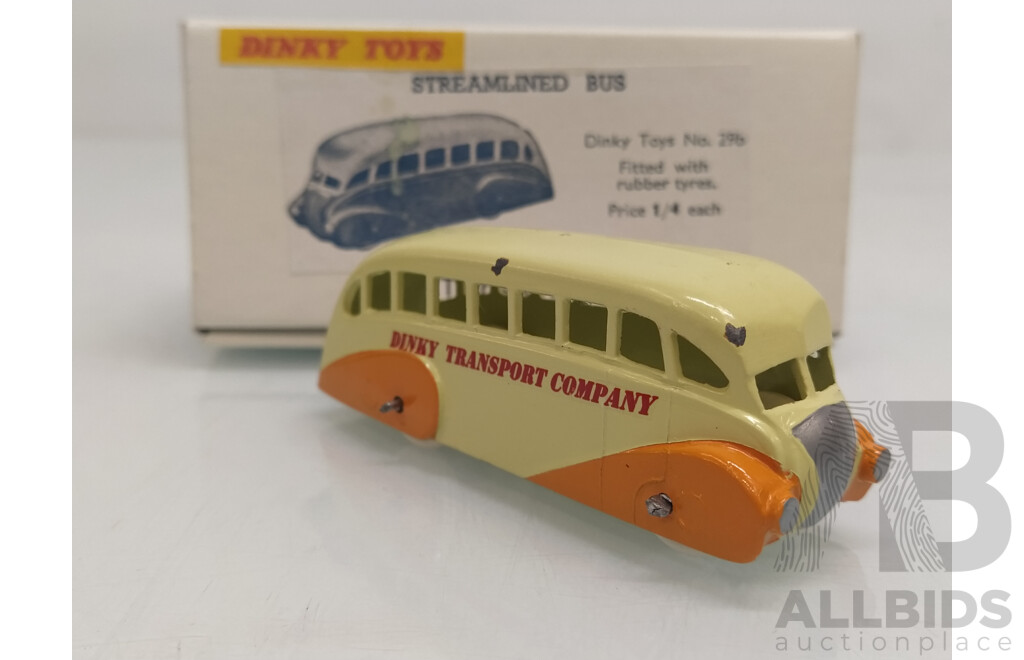 DINKY TOYS
STREAMLINED BUS
Dinky Toys No. 29b
Fitted with
rubber tyres.
Price 1/4 each
DINKY TRANSPORT COMPANY
AB
ALLBIDS
auctionplace